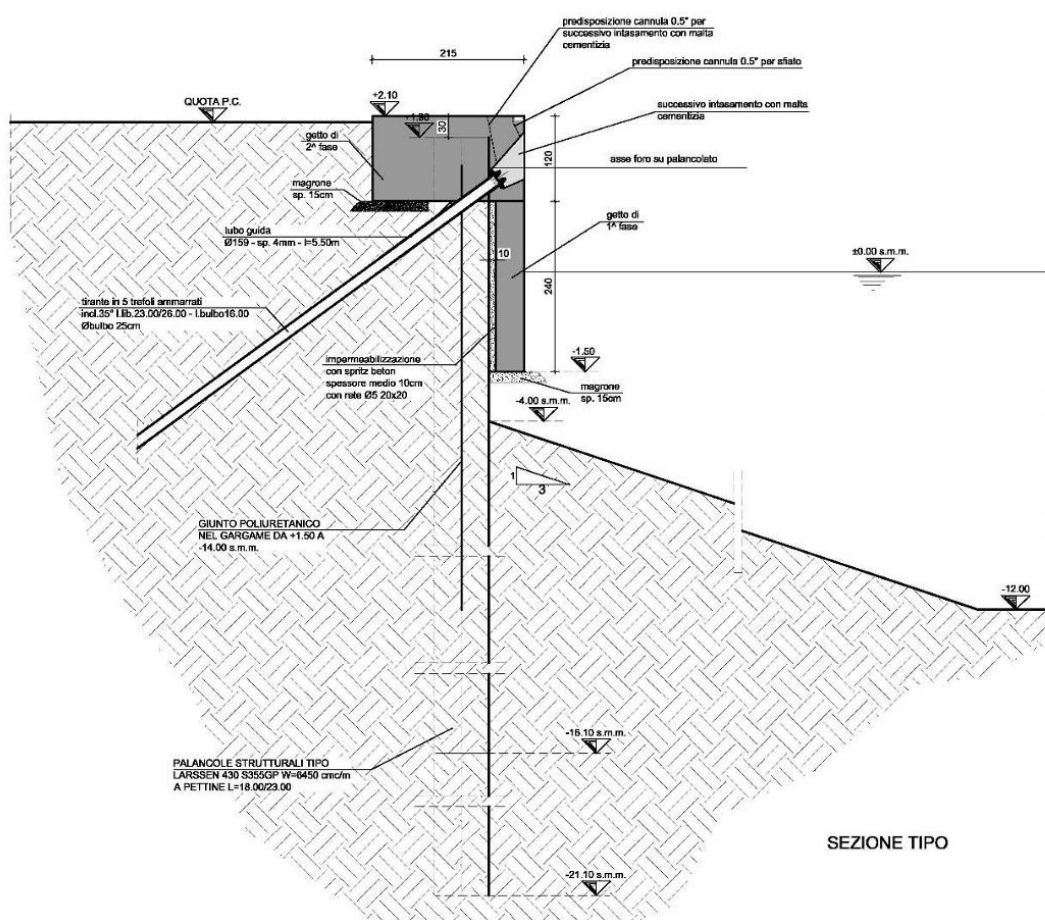 predisposizione cannula 0.5" per
successivo intasamento con malta
cementizia
215
predisposizione cannula 0.5" per sfiato
QUOTA P.C.
+2.10
successivo intasamento con malta
cementizia
+1.80
30
getto di
2^ fase
120
asse foro su palancolato
magrone
sp. 15cm
getto di
1^ fase
tubo guida
Ø159 - sp. 4mm - l=5.50m
10
±0.00 s.m.m.
240
tirante in 5 trefoli ammarrati
incl.35° l.lib.23.00/26.00 - l.bulbo16.00
Øbulbo 25cm
impermeabilizzazione
con spritz beton
spessore medio 10cm
con rete Ø5 20x20
-1.50
magrone
sp. 15cm
-4.00 s.m.m.
1
3
GIUNTO POLIURETANICO
NEL GARGAME DA +1.50 A
-14.00 s.m.m.
-12.00
-16.10 s.m.m.
PALANCOLE STRUTTURALI TIPO
LARSSEN 430 S355GP W=6450 cmc/m
A PETTINE L=18.00/23.00
SEZIONE TIPO
-21.10 s.m.m.